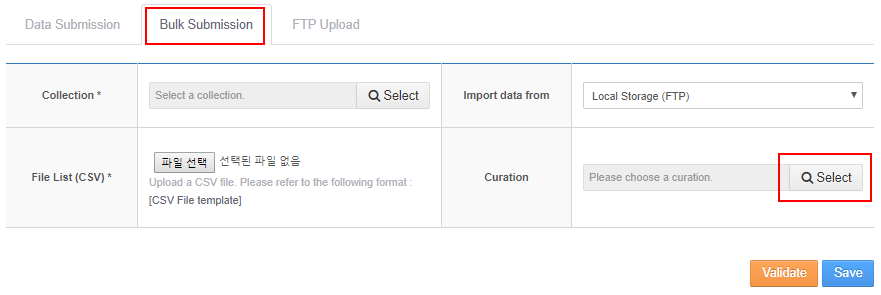 Data Submission Bulk Submission FTP Upload
Collection * Select a collection. Select Import data from Local Storage (FTP)
파일 선택 선택된 파일 없음
File List (CSV) * Upload a CSV file. Please refer to the following format : Curation Please choose a curation. Select
[CSV File template]
Validate Save